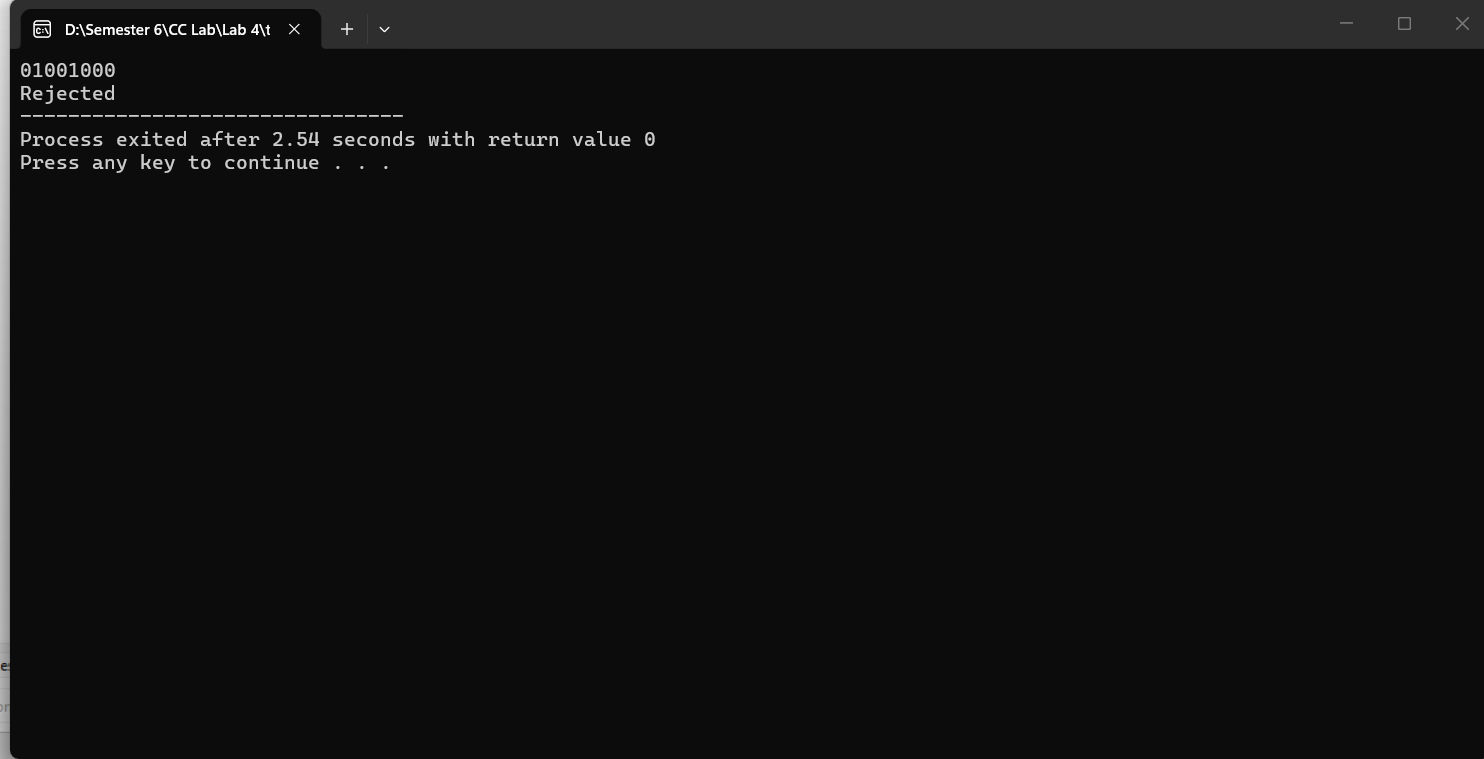 D:\Semester 6\CC Lab\Lab 4\t
01001000
Rejected
--------------------------------
Process exited after 2.54 seconds with return value 0
Press any key to continue . . .